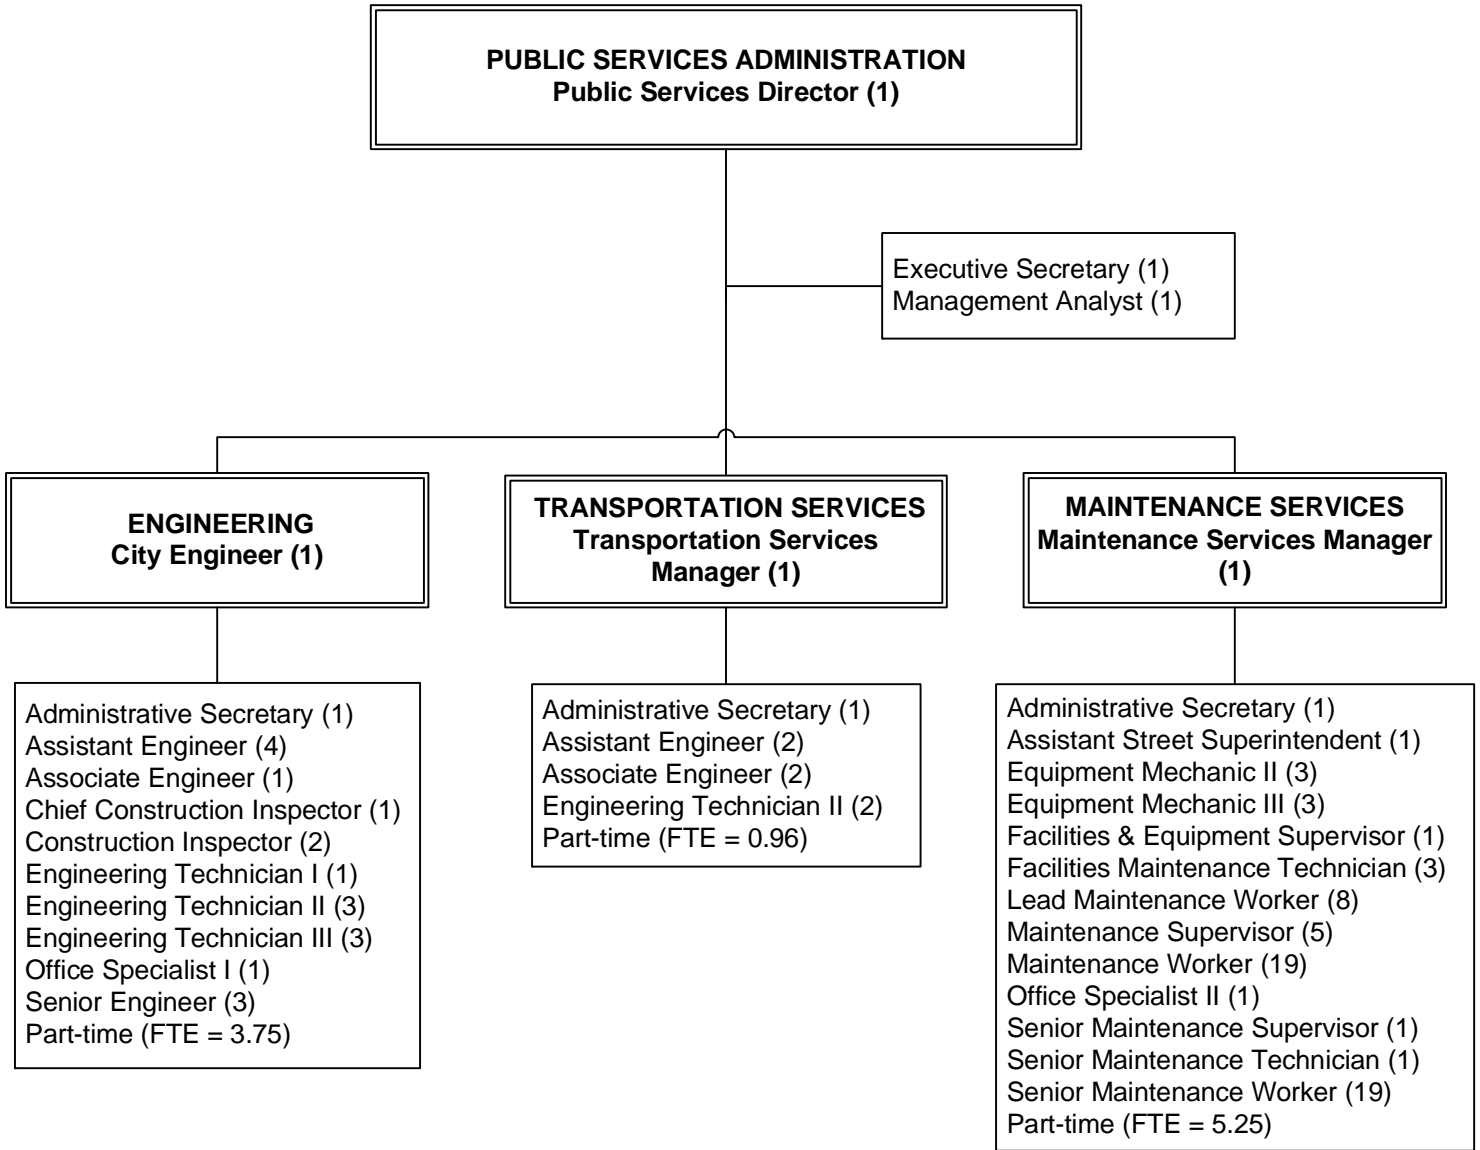 PUBLIC SERVICES ADMINISTRATION
Public Services Director (1)
Executive Secretary (1)
Management Analyst (1)
ENGINEERING
City Engineer (1)
TRANSPORTATION SERVICES
Transportation Services
Manager (1)
MAINTENANCE SERVICES
Maintenance Services Manager
(1)
Administrative Secretary (1)
Assistant Engineer (4)
Associate Engineer (1)
Chief Construction Inspector (1)
Construction Inspector (2)
Engineering Technician I (1)
Engineering Technician II (3)
Engineering Technician III (3)
Office Specialist I (1)
Senior Engineer (3)
Part-time (FTE = 3.75)
Administrative Secretary (1)
Assistant Engineer (2)
Associate Engineer (2)
Engineering Technician II (2)
Part-time (FTE = 0.96)
Administrative Secretary (1)
Assistant Street Superintendent (1)
Equipment Mechanic II (3)
Equipment Mechanic III (3)
Facilities & Equipment Supervisor (1)
Facilities Maintenance Technician (3)
Lead Maintenance Worker (8)
Maintenance Supervisor (5)
Maintenance Worker (19)
Office Specialist II (1)
Senior Maintenance Supervisor (1)
Senior Maintenance Technician (1)
Senior Maintenance Worker (19)
Part-time (FTE = 5.25)